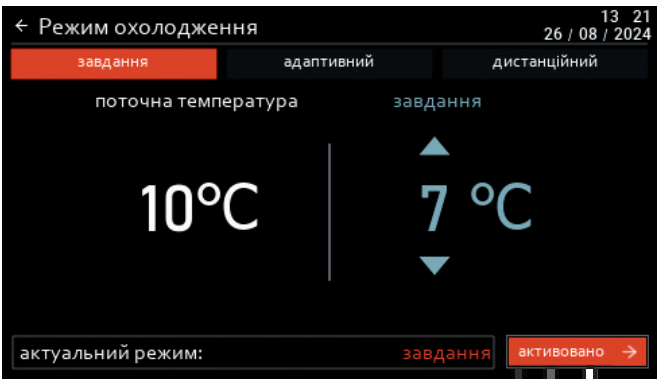 ← Режим охолодження
13 21
26 / 08 / 2024
завдання адаптивний дистанційний
поточна температура завдання
10°C 7 °C
актуальний режим: завдання активовано →